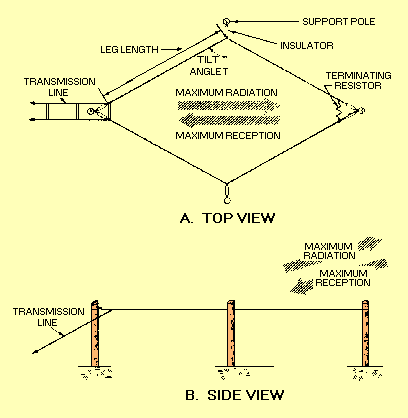 SUPPORT POLE
LEG LENGTH
INSULATOR
TILT
ANGLET
TRANSMISSION
LINE
TERMINATING
RESISTOR
MAXIMUM RADIATION
MAXIMUM RECEPTION
A. TOP VIEW
MAXIMUM
RADIATION
MAXIMUM
RECEPTION
TRANSMISSION
LINE
B. SIDE VIEW